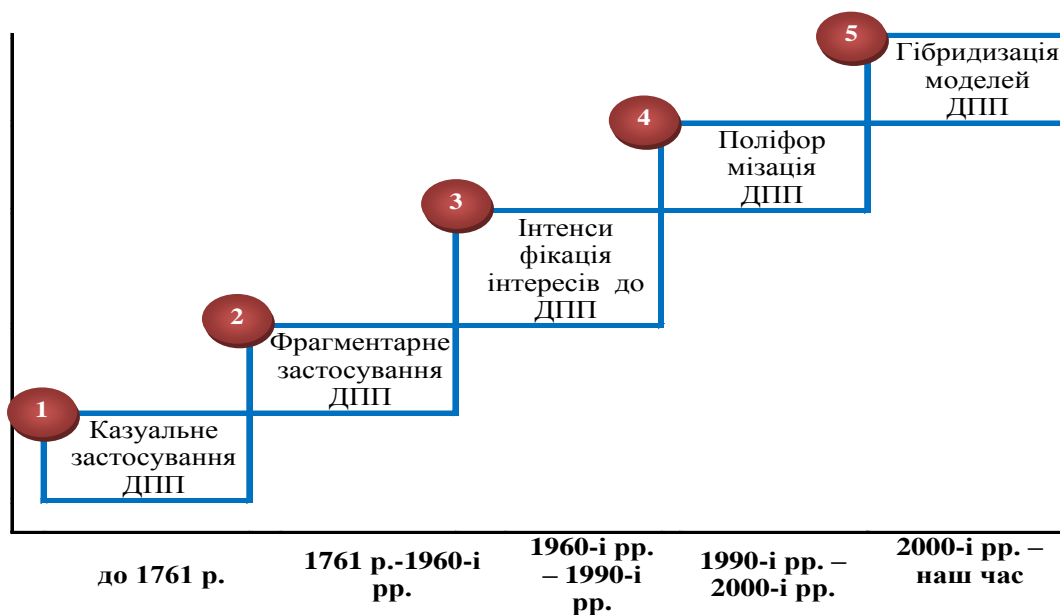 5
Гібридизація
моделей
ДПП
4
Поліфор
мізація
ДПП
3
Інтенси
фікація
інтересів до
ДПП
2
Фрагментарне
застосування
ДПП
1
Казуальне
застосування
ДПП
до 1761 р.
1761 р.-1960-і
рр.
1960-і рр.
– 1990-і
рр.
1990-і рр. –
2000-і рр.
2000-і рр. –
наш час